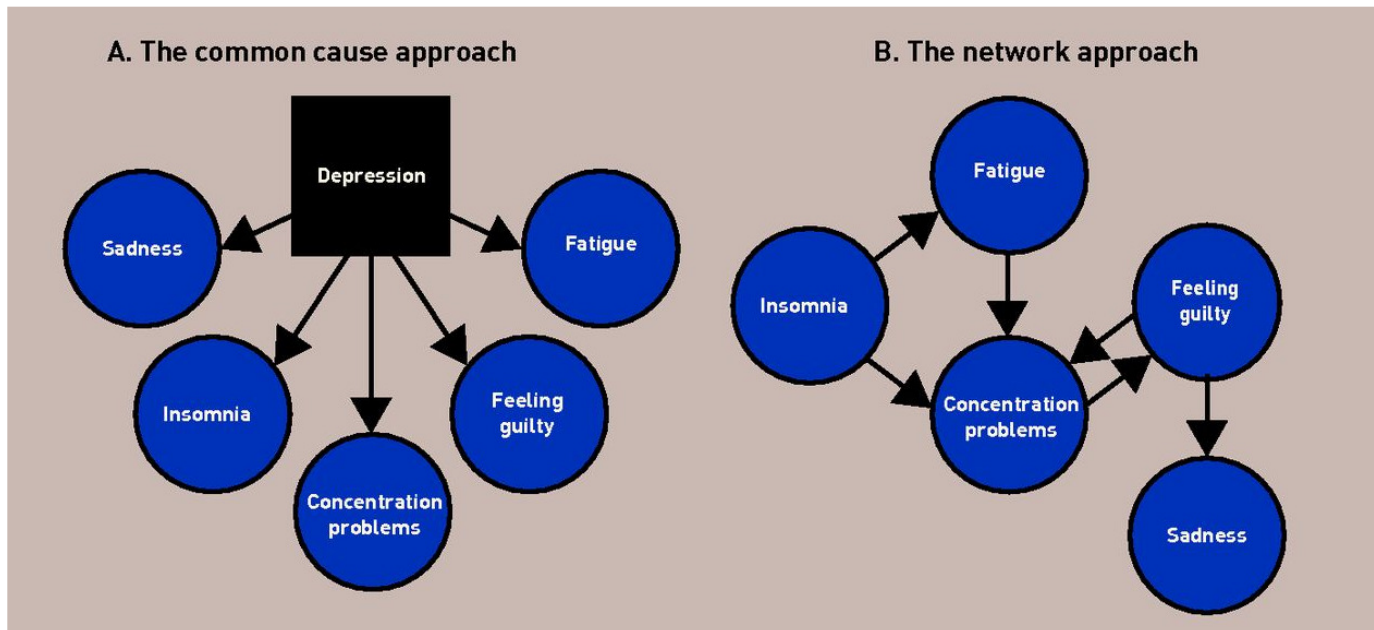 A. The common cause approach
Depression
Sadness
Fatigue
Insomnia
Feeling
guilty
Concentration
problems
B. The network approach
Fatigue
Insomnia
Feeling
guilty
Concentration
problems
Sadness